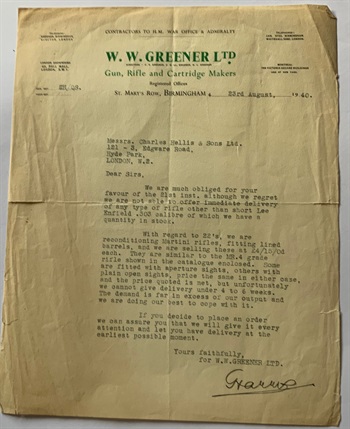 CONTRACTORS TO H.M. WAR OFFICE & ADMIRALTY
W. W. GREENER LTD
Gun, Rifle and Cartridge Makers
Registered Offices
ST. MARY'S ROW, BIRMINGHAM, 4
23rd August, 1940.
Messrs. Charles Hellis & Sons Ltd.
Edgware Road,
Hyde Park,
LONDON, W.2.
Dear Sirs,
We are much obliged for your
favour of the 21st inst. although we regret
we are not able to offer immediate delivery
of any type of rifle other than short Lee
Enfield .303 calibre of which we have a
quantity in stock.
With regard to 22's, we are
reconditioning Martini rifles, fitting lined
barrels, and we are selling these at
each. They are similar to the MR.4 grade
rifle shown in the catalogue enclosed. Some
are fitted with aperture sights, others with
plain open sights, price the same in either case,
and the price quoted is net, but unfortunately
we cannot give delivery under 4 to 6 weeks.
The demand is far in excess of our output and
we are doing our best to cope with it.
If you decide to place an order
we can assure you that we will give it every
attention and let you have delivery at the
earliest possible moment.
Yours faithfully,
for W.W.GREENER LTD.